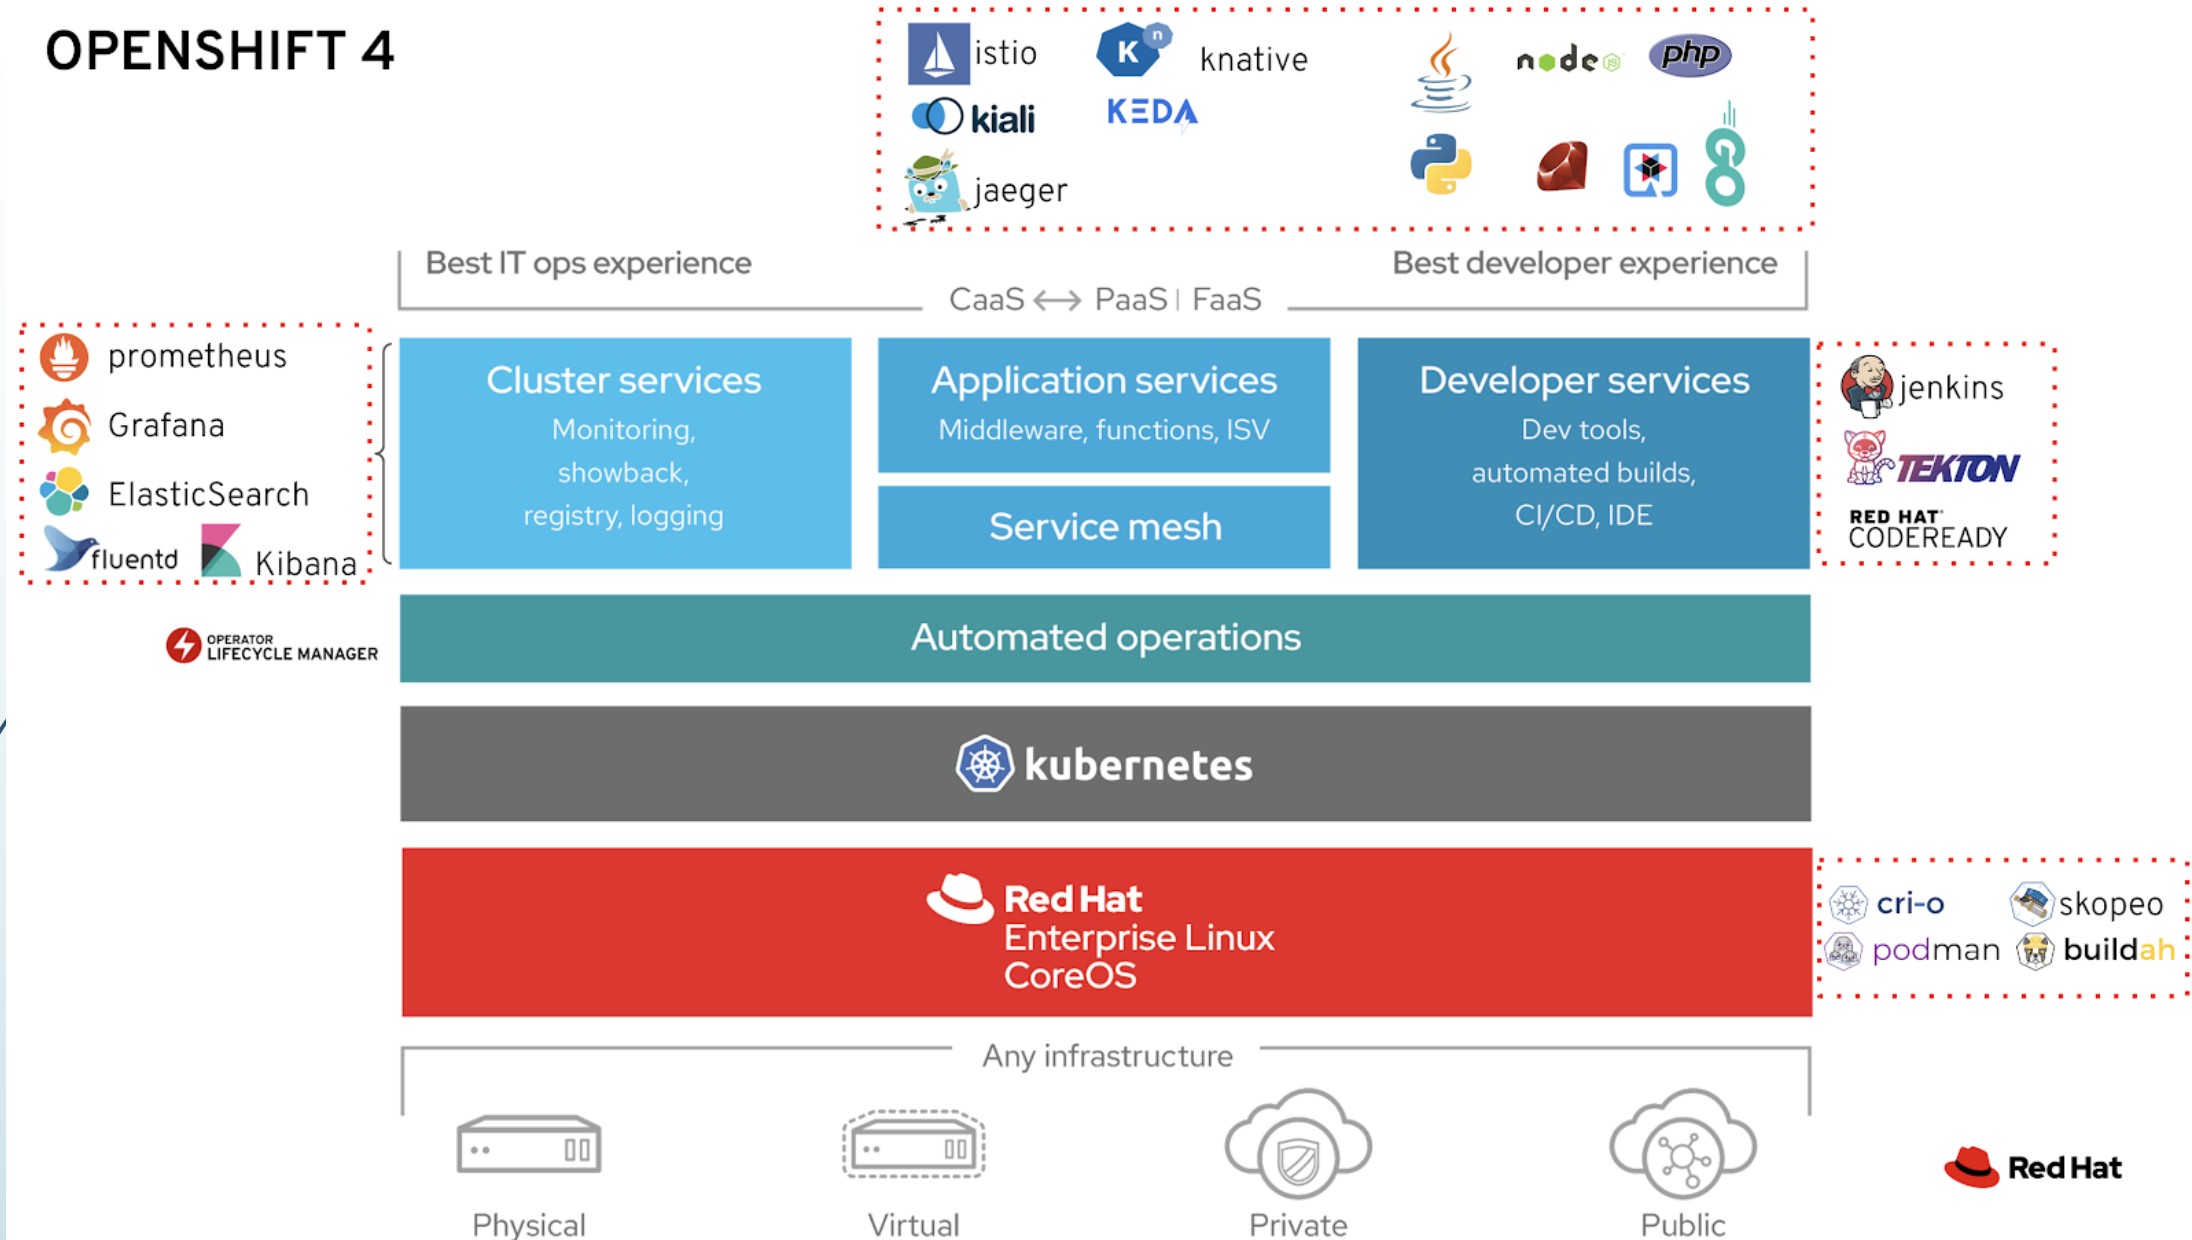 OPENSHIFT 4
istio
K n knative
node JS
php
kiali
KEDA
GO
jaeger
Best IT ops experience
Best developer experience
CaaS ↔ PaaS | FaaS
prometheus
Grafana
ElasticSearch
fluentd
Kibana
Cluster services
Monitoring,
showback,
registry, logging
Application services
Middleware, functions, ISV
Service mesh
Developer services
Dev tools,
automated builds,
CI/CD, IDE
jenkins
TEKTON
RED HAT
CODEREADY
OPERATOR
LIFECYCLE MANAGER
Automated operations
kubernetes
Red Hat
Enterprise Linux
CoreOS
cri-o
skopeo
podman
buildah
Any infrastructure
Physical
Virtual
Private
Public
Red Hat